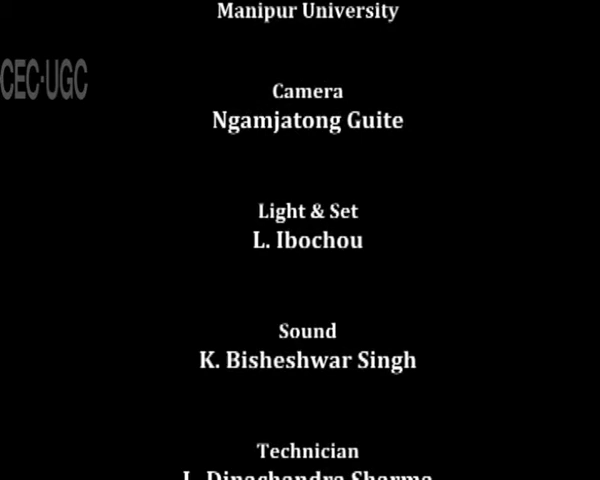 Manipur University
CEC-UGC
Camera
Ngamjatong Guite
Light & Set
L. Ibochou
Sound
K. Bisheshwar Singh
Technician